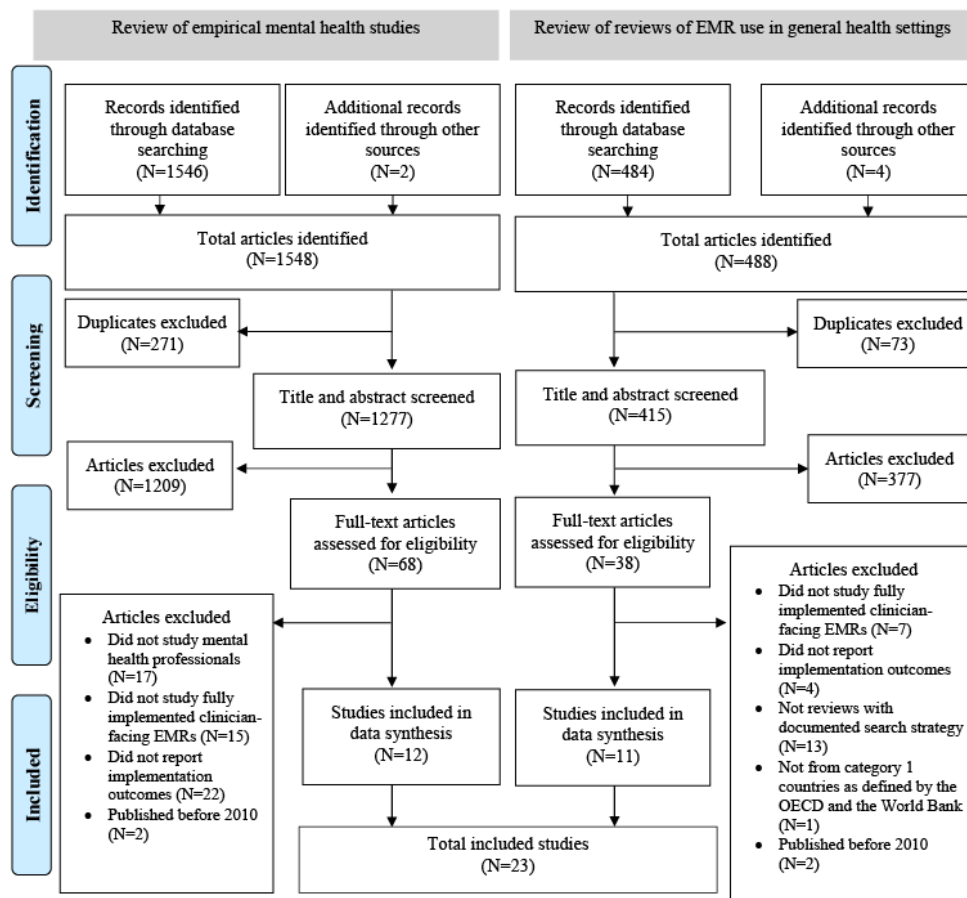 Review of empirical mental health studies
Review of reviews of EMR use in general health settings
Identification
Records identified
through database
searching
(N=1546)
Additional records
identified through other
sources
(N=2)
Records identified
through database
searching
(N=484)
Additional records
identified through other
sources
(N=4)
Total articles identified
(N=1548)
Total articles identified
(N=488)
Screening
Duplicates excluded
(N=271)
Duplicates excluded
(N=73)
Title and abstract screened
(N=1277)
Title and abstract screened
(N=415)
Articles excluded
(N=1209)
Articles excluded
(N=377)
Eligibility
Full-text articles
assessed for eligibility
(N=68)
Full-text articles
assessed for eligibility
(N=38)
Articles excluded
• Did not study mental
health professionals
(N=17)
• Did not study fully
implemented clinician-
facing EMRs (N=15)
• Did not report
implementation
outcomes (N=22)
• Published before 2010
(N=2)
Articles excluded
• Did not study fully
implemented clinician-
facing EMRs (N=7)
• Did not report
implementation outcomes
(N=4)
• Not reviews with
documented search strategy
(N=13)
• Not from category 1
countries as defined by the
OECD and the World Bank
(N=1)
• Published before 2010
(N=2)
Included
Studies included in
data synthesis
(N=12)
Studies included in
data synthesis
(N=11)
Total included studies
(N=23)